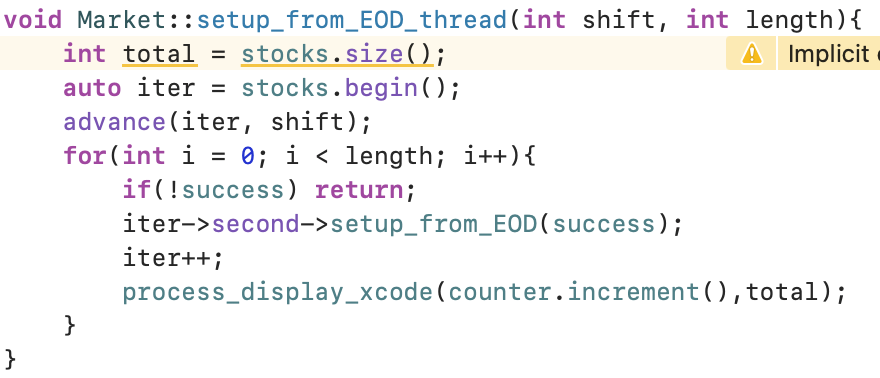 void Market::setup_from_EOD_thread(int shift, int length){
    int total = stocks.size();    Implicit
    auto iter = stocks.begin();
    advance(iter, shift);
    for(int i = 0; i < length; i++){
        if(!success) return;
        iter->second->setup_from_EOD(success);
        iter++;
        process_display_xcode(counter.increment(),total);
    }
}